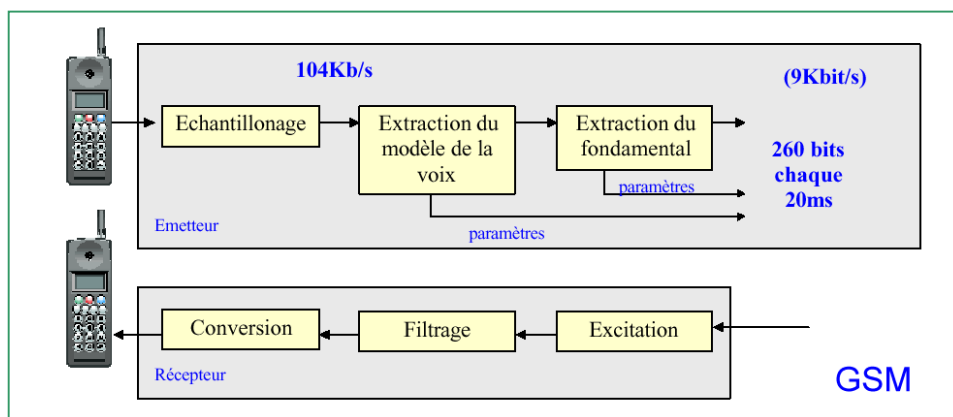 104Kb/s
(9Kbit/s)
Echantillonage
Extraction du
modèle de la
voix
Extraction du
fondamental
260 bits
chaque
20ms
paramètres
Emetteur
paramètres
Conversion
Filtrage
Excitation
Récepteur
GSM